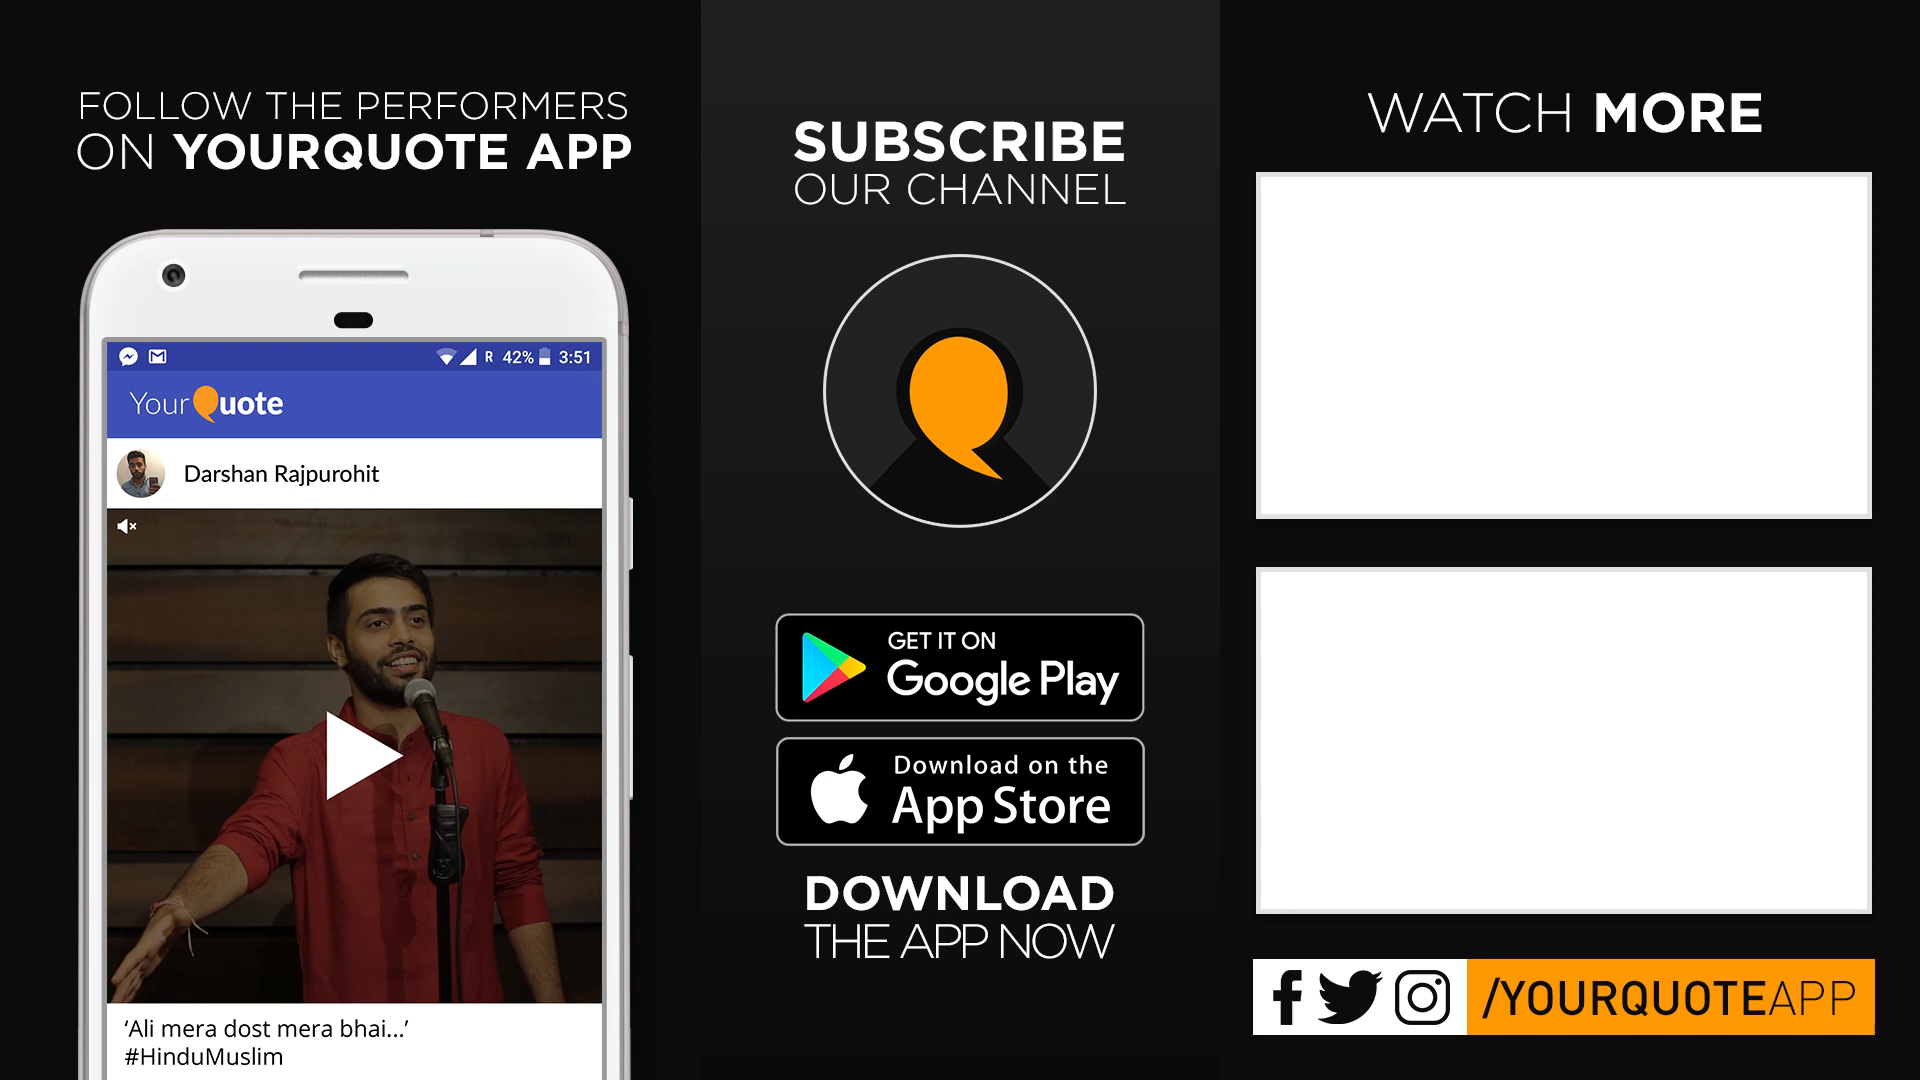 FOLLOW THE PERFORMERS
ON YOURQUOTE APP
R 42% 3:51
YourQuote
Darshan Rajpurohit
‘Ali mera dost mera bhai...’
#HinduMuslim
SUBSCRIBE
OUR CHANNEL
GET IT ON
Google Play
Download on the
App Store
DOWNLOAD
THE APP NOW
WATCH MORE
/YOURQUOTEAPP